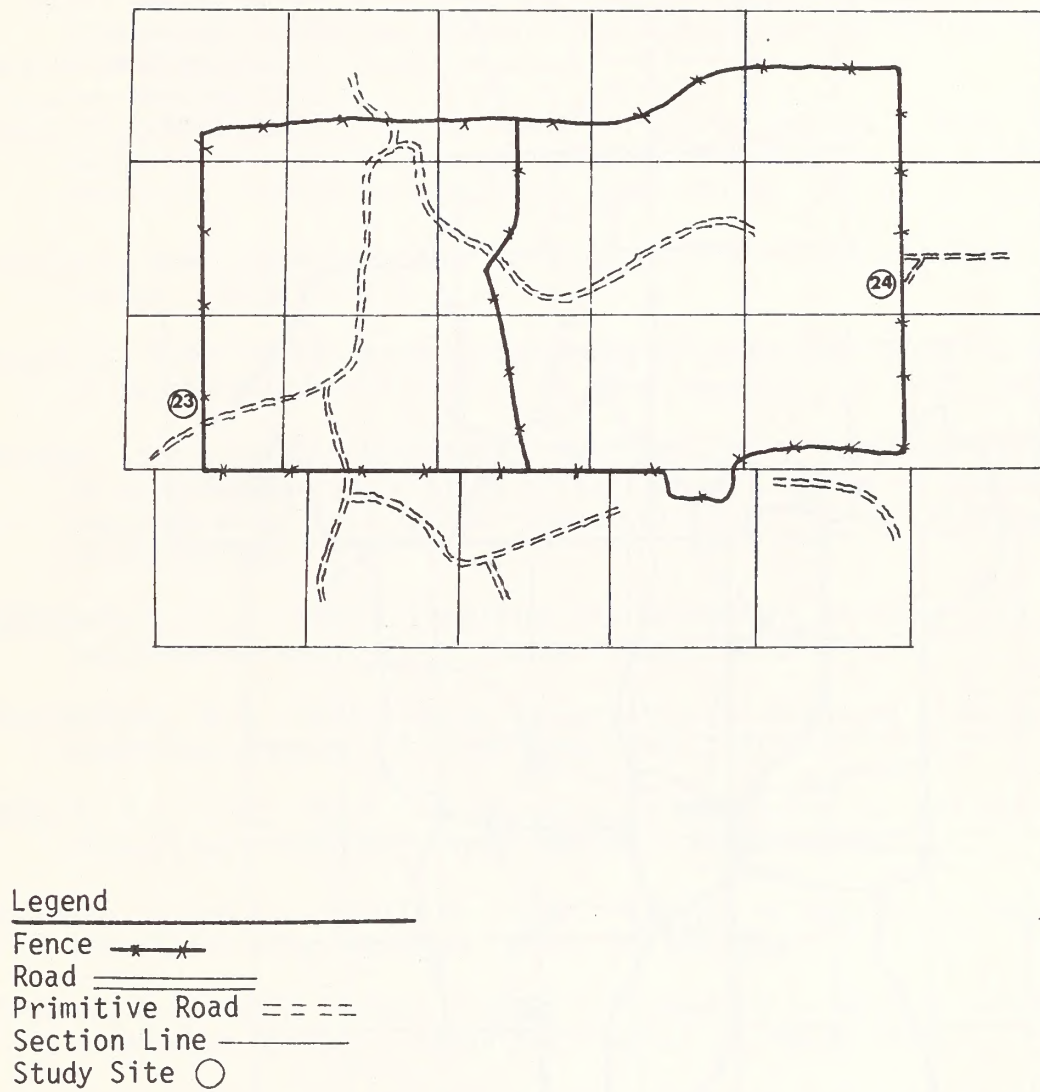 24
23
Legend
Fence
Road
Primitive Road
Section Line
Study Site